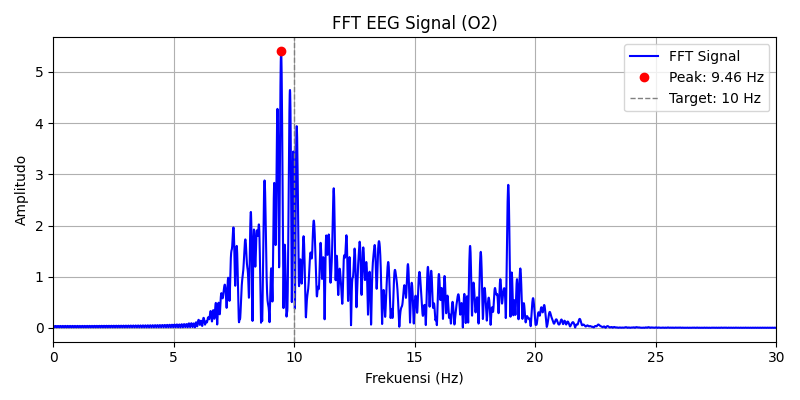 FFT EEG Signal (O2)
FFT Signal
Peak: 9.46 Hz
Target: 10 Hz
Amplitudo
5
4
3
2
1
0
0 5 10 15 20 25 30
Frekuensi (Hz)